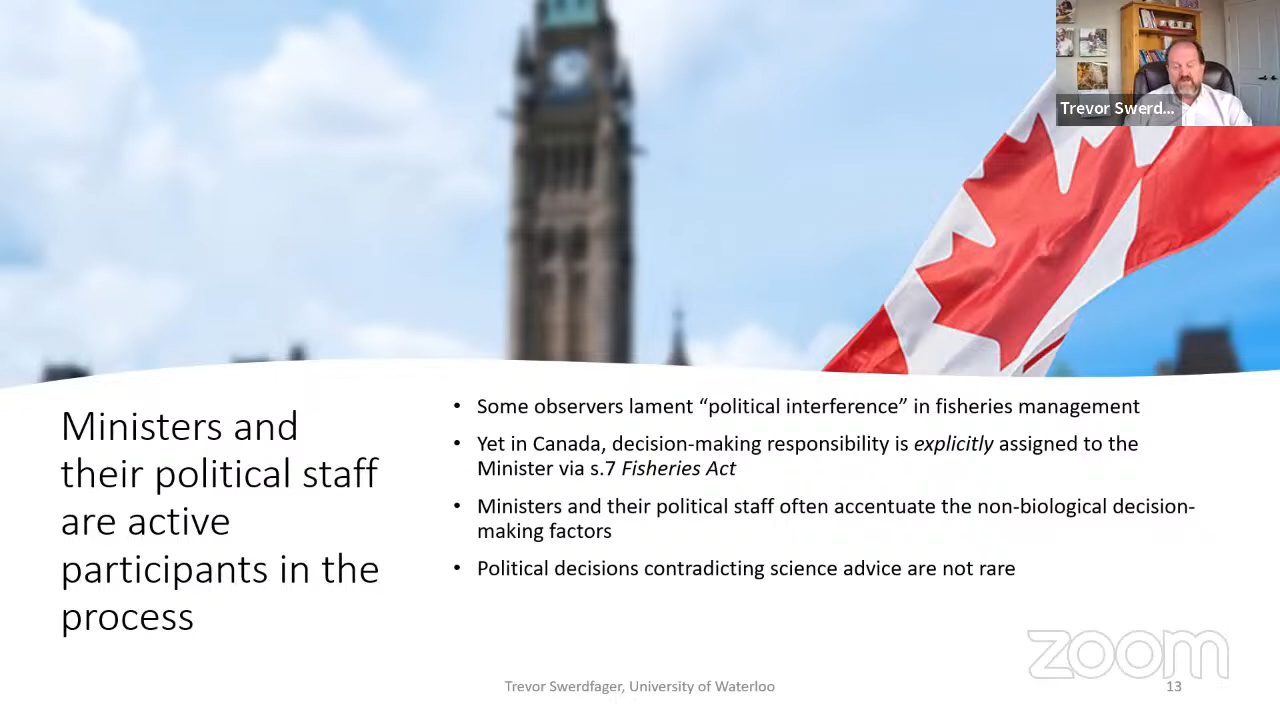 Trevor Swerd...
Ministers and
their political staff
are active
participants in the
process
• Some observers lament “political interference” in fisheries management
• Yet in Canada, decision-making responsibility is explicitly assigned to the
Minister via s.7 Fisheries Act
• Ministers and their political staff often accentuate the non-biological decision-
making factors
• Political decisions contradicting science advice are not rare
zoom
Trevor Swerdfager, University of Waterloo
13